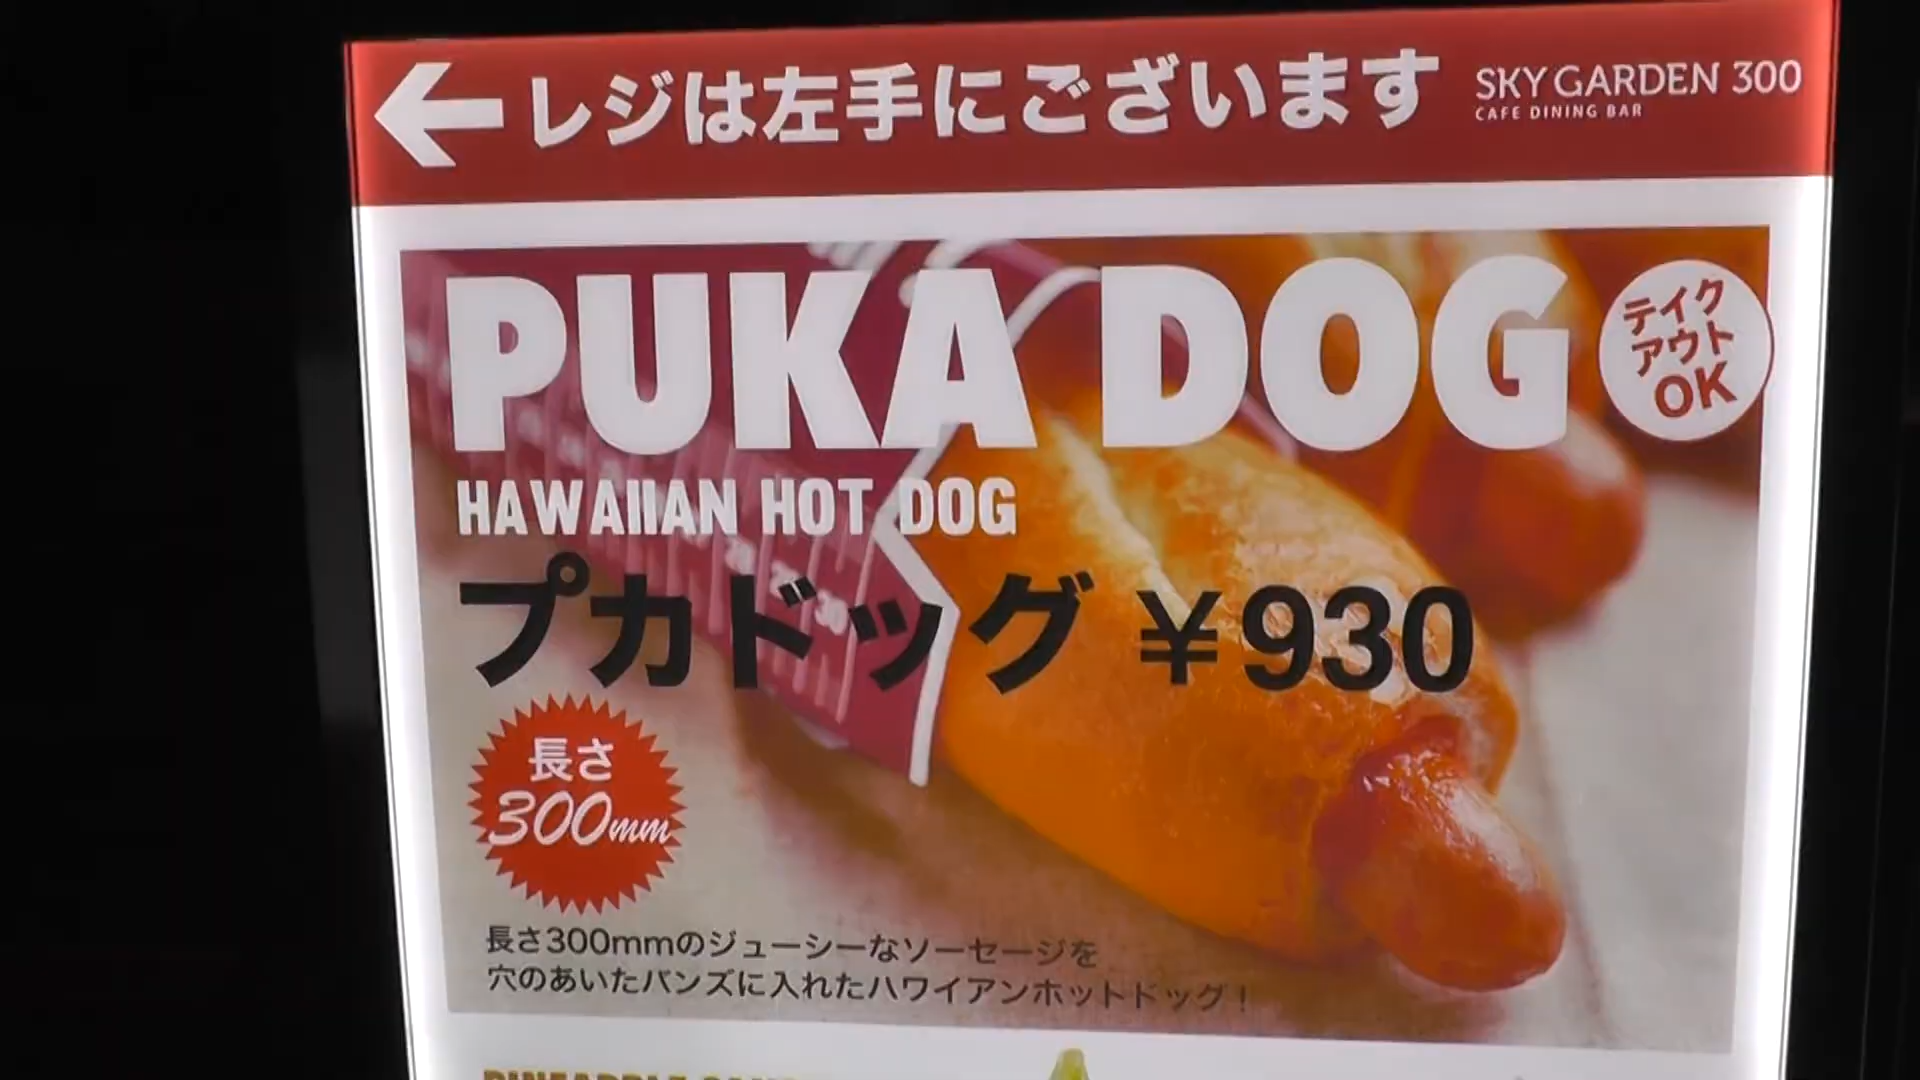 レジは左手にございます
SKY GARDEN 300
CAFE DINING BAR
PUKA DOG
テイク
アウト
OK
HAWAIIAN HOT DOG
プカドッグ ¥930
長さ
300mm
長さ300mmのジューシーなソーセージを
穴のあいたバンズに入れたハワイアンホットドッグ!